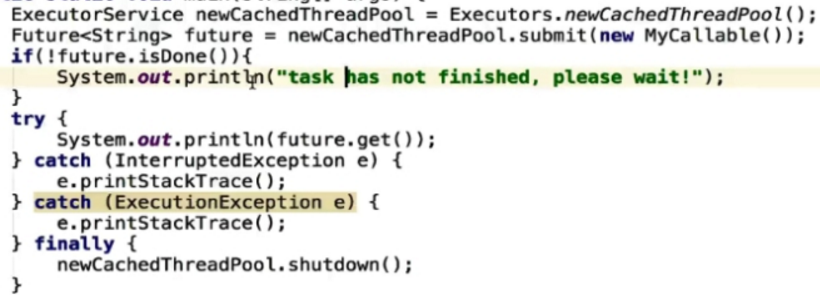 ExecutorService newCachedThreadPool = Executors.newCachedThreadPool();
Future<String> future = newCachedThreadPool.submit(new MyCallable());
if(!future.isDone()){
System.out.println("task has not finished, please wait!");
}
try {
System.out.println(future.get());
} catch (InterruptedException e) {
e.printStackTrace();
} catch (ExecutionException e) {
e.printStackTrace();
} finally {
newCachedThreadPool.shutdown();
}